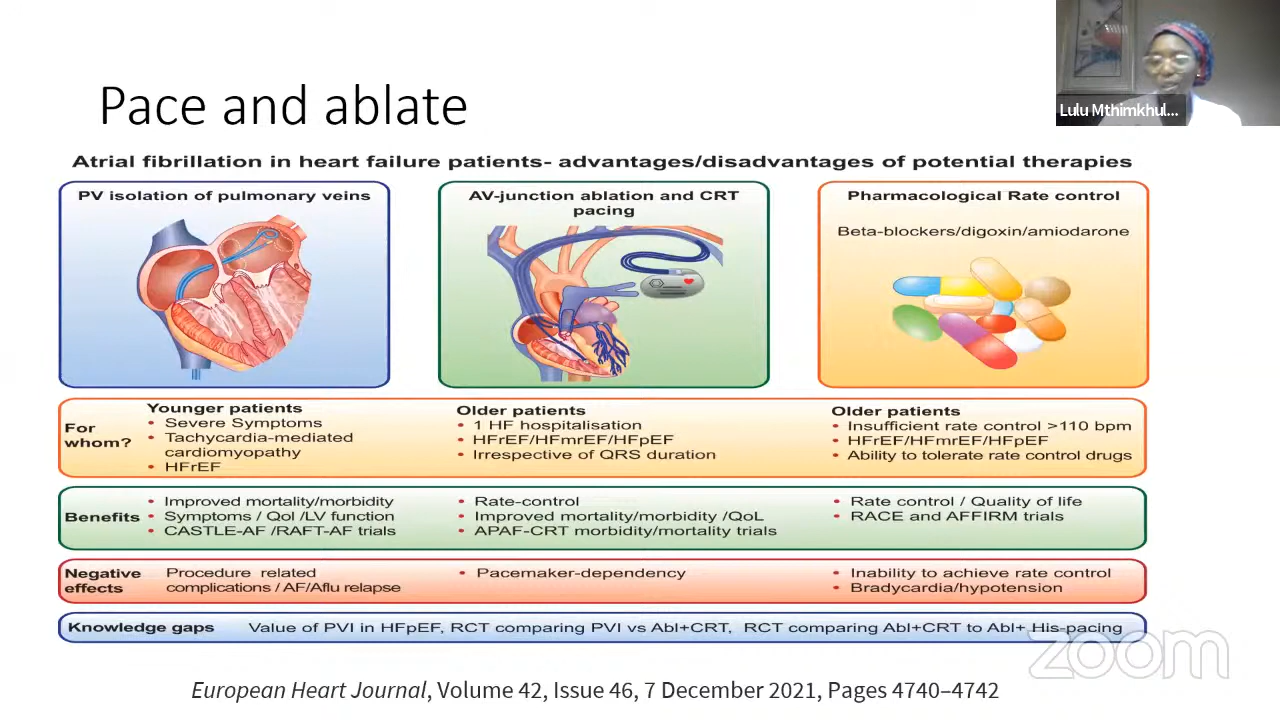 Lulu Mthimkhul...
Pace and ablate
Atrial fibrillation in heart failure patients- advantages/disadvantages of potential therapies
PV isolation of pulmonary veins
AV-junction ablation and CRT
pacing
Pharmacological Rate control
Beta-blockers/digoxin/amiodarone
For
whom?
Younger patients
• Severe Symptoms
• Tachycardia-mediated
cardiomyopathy
• HFrEF
Older patients
• 1 HF hospitalisation
• HFrEF/HFmrEF/HFpEF
• Irrespective of QRS duration
Older patients
• Insufficient rate control >110 bpm
• HFrEF/HFmrEF/HFpEF
• Ability to tolerate rate control drugs
Benefits
• Improved mortality/morbidity
• Symptoms / Qol /LV function
• CASTLE-AF /RAFT-AF trials
• Rate-control
• Improved mortality/morbidity /QoL
• APAF-CRT morbidity/mortality trials
• Rate control / Quality of life
• RACE and AFFIRM trials
Negative
effects
Procedure related
complications / AF/Aflu relapse
• Pacemaker-dependency
• Inability to achieve rate control
• Bradycardia/hypotension
Knowledge gaps Value of PVI in HFpEF, RCT comparing PVI vs Abl+CRT, RCT comparing Abl+CRT to Abl+ His-pacing
zoom
European Heart Journal, Volume 42, Issue 46, 7 December 2021, Pages 4740–4742